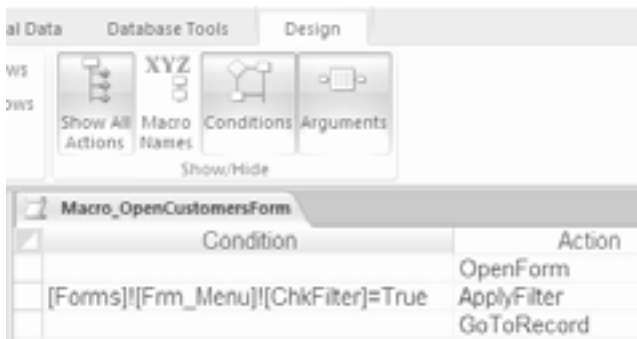 al Data Database Tools Design
ws
ows
Show All Actions
XYZ
Macro Names
Conditions
Arguments
Show/Hide
Macro_OpenCustomersForm
Condition Action
OpenForm
[Forms]![Frm_Menu]![ChkFilter]=True ApplyFilter
GoToRecord